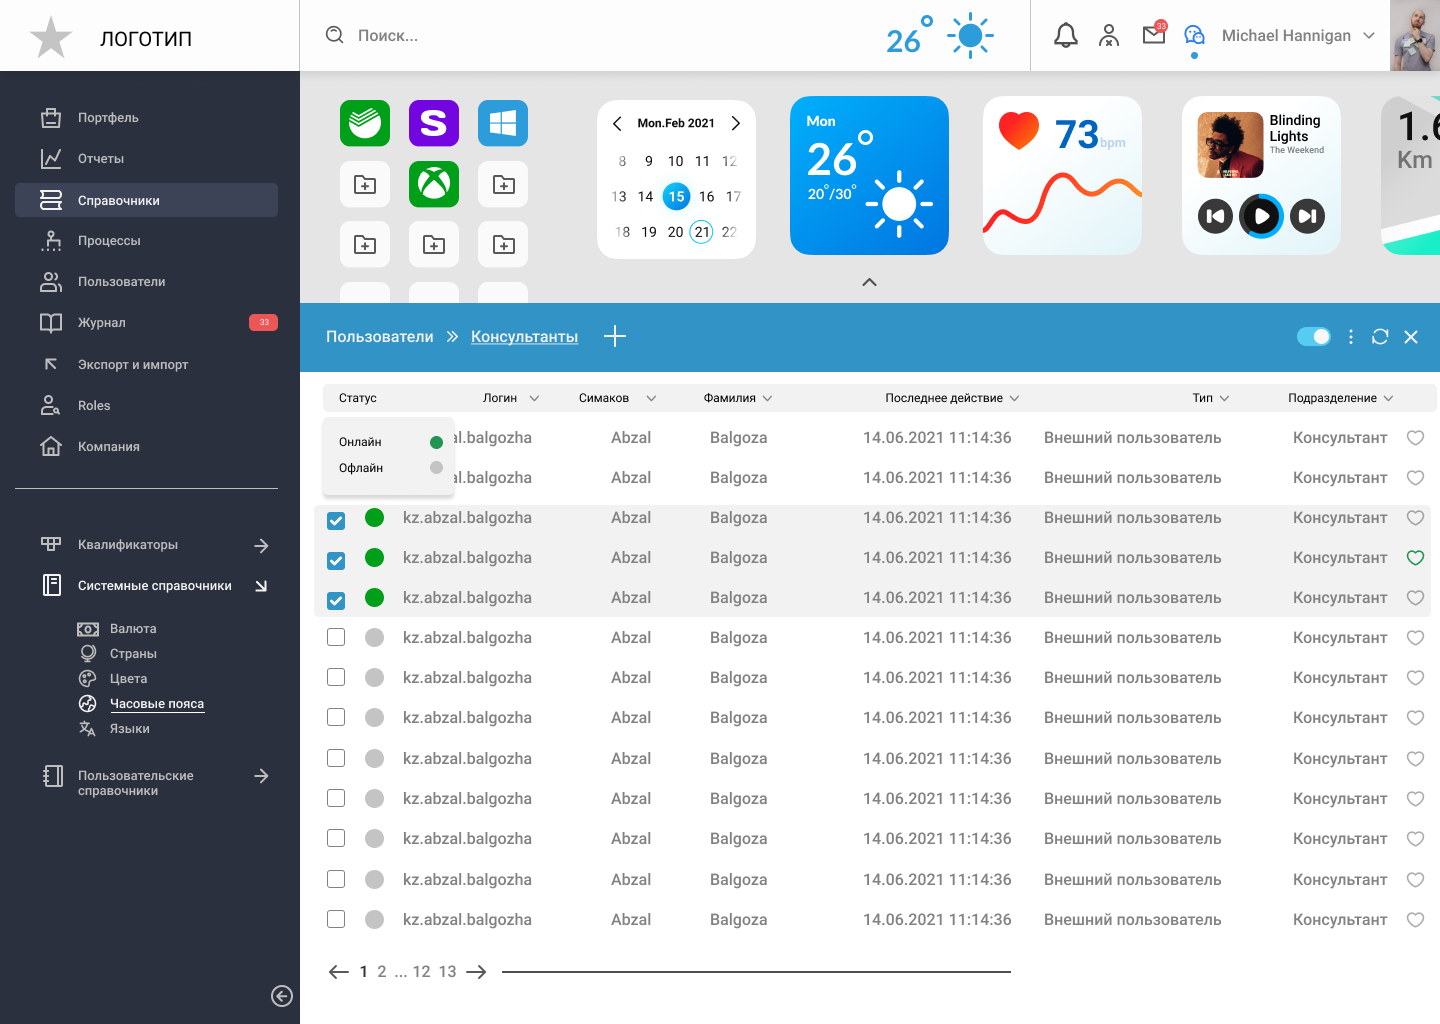 ЛОГОТИП
Поиск...
26°
33
Michael Hannigan
Портфель
Отчеты
Справочники
Процессы
Пользователи
Журнал
33
Экспорт и импорт
Roles
Компания
Квалификаторы
Системные справочники
Валюта
Страны
Цвета
Часовые пояса
Языки
Пользовательские
справочники
S
Mon.Feb 2021
8 9 10 11 12
13 14 15 16 17
18 19 20 21 22
Mon
26°
20°/30°
73 bpm
Blinding
Lights
The Weekend
1.6
Km
Пользователи
Консультанты
Статус Логин Симаков Фамилия Последнее действие Тип Подразделение
Онлайн
Офлайн
al.balgozha Abzal Balgoza 14.06.2021 11:14:36 Внешний пользователь Консультант
al.balgozha Abzal Balgoza 14.06.2021 11:14:36 Внешний пользователь Консультант
kz.abzal.balgozha Abzal Balgoza 14.06.2021 11:14:36 Внешний пользователь Консультант
kz.abzal.balgozha Abzal Balgoza 14.06.2021 11:14:36 Внешний пользователь Консультант
kz.abzal.balgozha Abzal Balgoza 14.06.2021 11:14:36 Внешний пользователь Консультант
kz.abzal.balgozha Abzal Balgoza 14.06.2021 11:14:36 Внешний пользователь Консультант
kz.abzal.balgozha Abzal Balgoza 14.06.2021 11:14:36 Внешний пользователь Консультант
kz.abzal.balgozha Abzal Balgoza 14.06.2021 11:14:36 Внешний пользователь Консультант
kz.abzal.balgozha Abzal Balgoza 14.06.2021 11:14:36 Внешний пользователь Консультант
kz.abzal.balgozha Abzal Balgoza 14.06.2021 11:14:36 Внешний пользователь Консультант
kz.abzal.balgozha Abzal Balgoza 14.06.2021 11:14:36 Внешний пользователь Консультант
kz.abzal.balgozha Abzal Balgoza 14.06.2021 11:14:36 Внешний пользователь Консультант
kz.abzal.balgozha Abzal Balgoza 14.06.2021 11:14:36 Внешний пользователь Консультант
1 2 ... 12 13